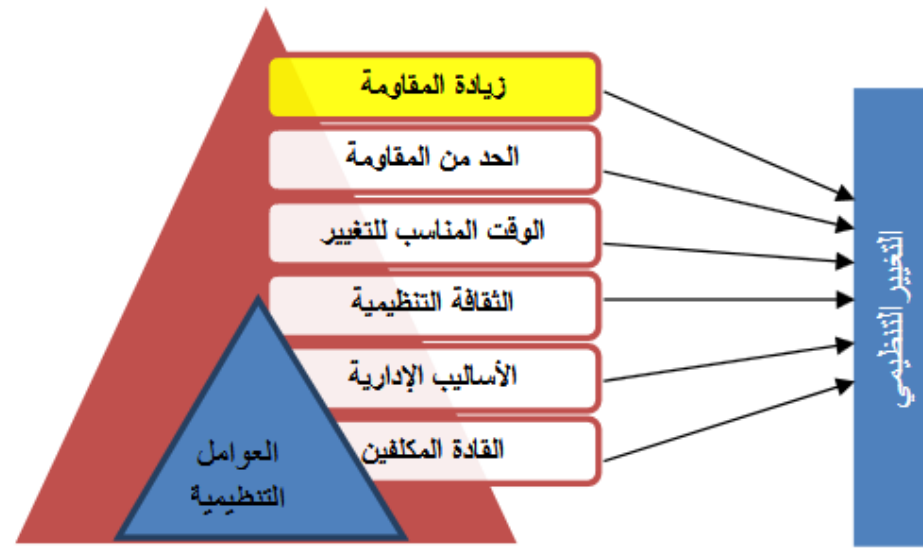 زيادة المقاومة
الحد من المقاومة
الوقت المناسب للتغيير
الثقافة التنظيمية
الأساليب الإدارية
القادة المكلفين
العوامل
التنظيمية
التغيير التنظيمي